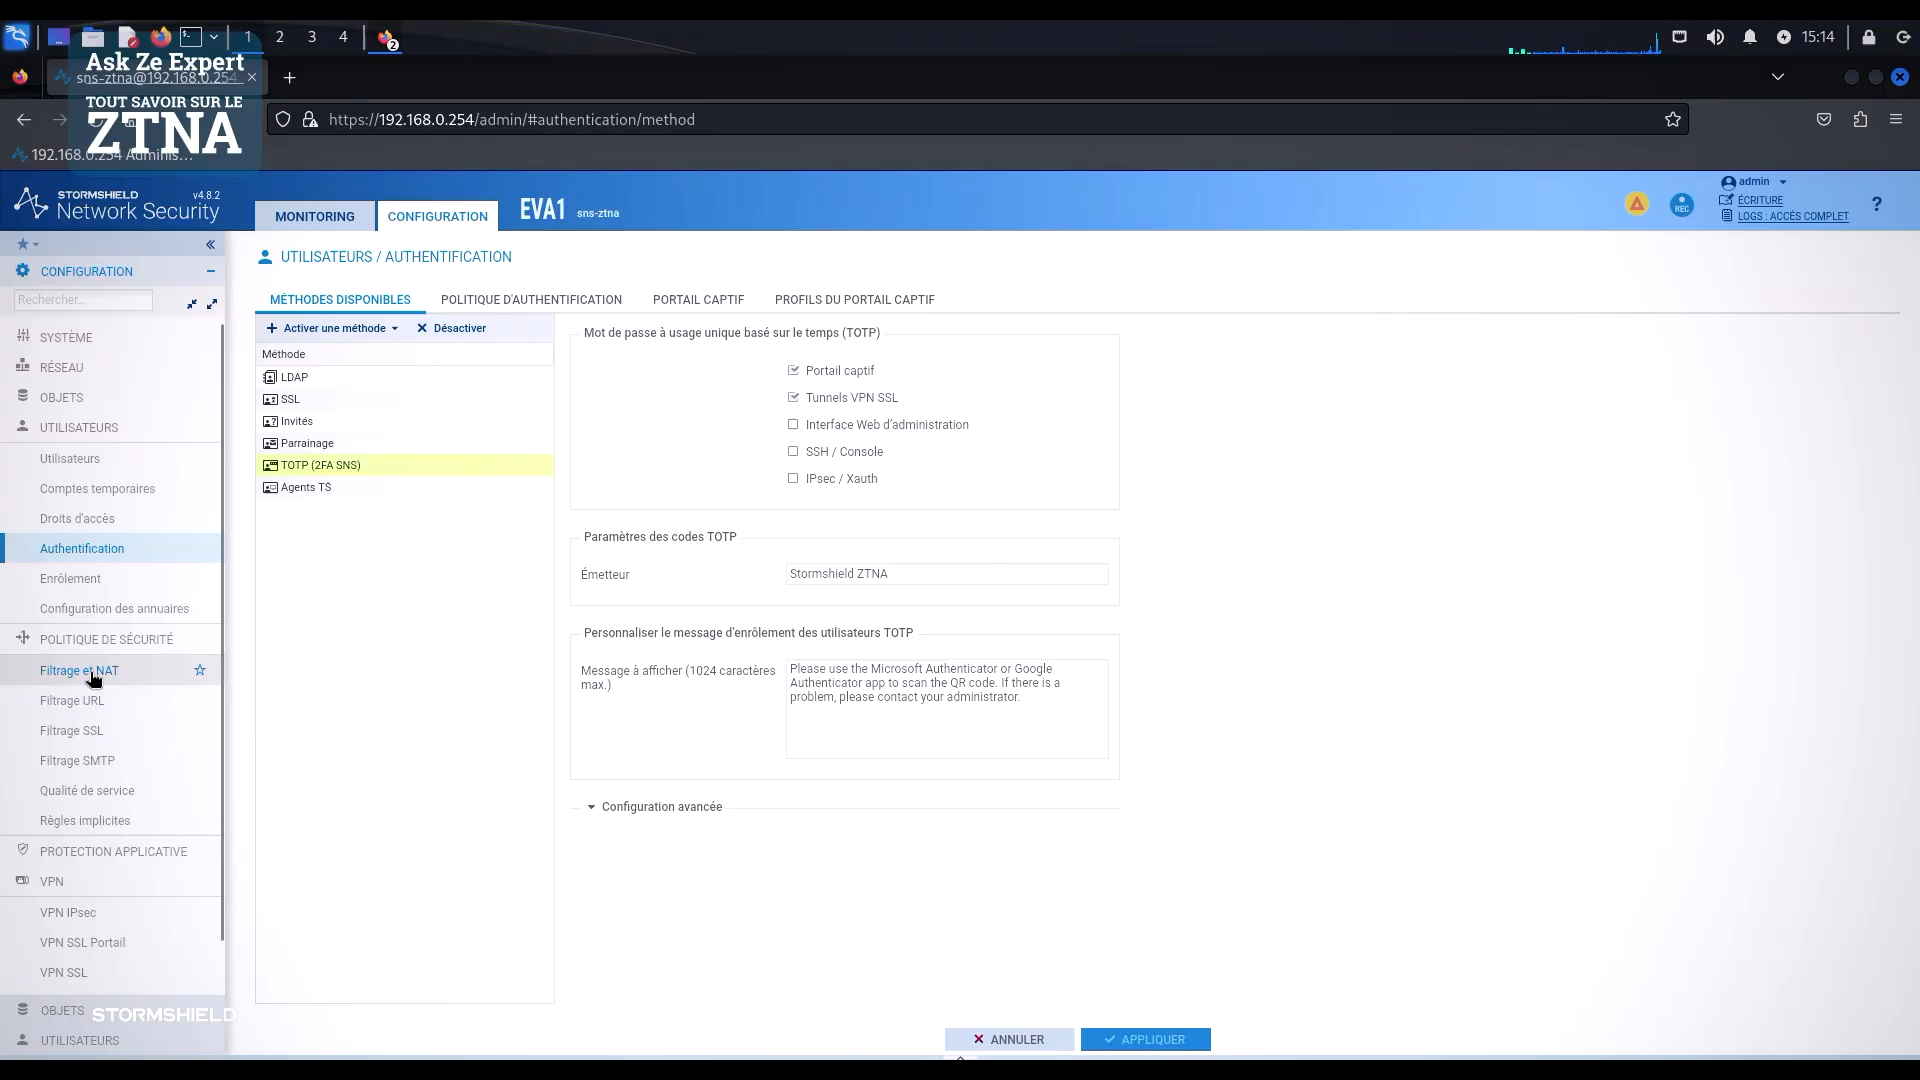 1 2 3 4
2
15:14
Ask Ze Expert
sns-ztna@192.168.0.254
TOUT SAVOIR SUR LE
ZTNA
https://192.168.0.254/admin/#authentication/method
192.168.0.254 Adminis...
STORMSHIELD v4.8.2
Network Security
MONITORING CONFIGURATION EVA1 sns-ztna
REC
admin
ÉCRITURE
LOGS : ACCÈS COMPLET
?
CONFIGURATION
Rechercher...
SYSTÈME
RÉSEAU
OBJETS
UTILISATEURS
Utilisateurs
Comptes temporaires
Droits d'accès
Authentification
Enrôlement
Configuration des annuaires
POLITIQUE DE SÉCURITÉ
Filtrage et NAT
Filtrage URL
Filtrage SSL
Filtrage SMTP
Qualité de service
Règles implicites
PROTECTION APPLICATIVE
VPN
VPN IPsec
VPN SSL Portail
VPN SSL
OBJETS
STORMSHIELD
UTILISATEURS
UTILISATEURS / AUTHENTIFICATION
MÉTHODES DISPONIBLES POLITIQUE D'AUTHENTIFICATION PORTAIL CAPTIF PROFILS DU PORTAIL CAPTIF
Activer une méthode Désactiver
Méthode
LDAP
SSL
Invités
Parrainage
TOTP (2FA SNS)
Agents TS
Mot de passe à usage unique basé sur le temps (TOTP)
Portail captif
Tunnels VPN SSL
Interface Web d'administration
SSH / Console
IPsec / Xauth
Paramètres des codes TOTP
Émetteur Stormshield ZTNA
Personnaliser le message d'enrôlement des utilisateurs TOTP
Message à afficher (1024 caractères
max.)
Please use the Microsoft Authenticator or Google
Authenticator app to scan the QR code. If there is a
problem, please contact your administrator.
Configuration avancée
ANNULER APPLIQUER